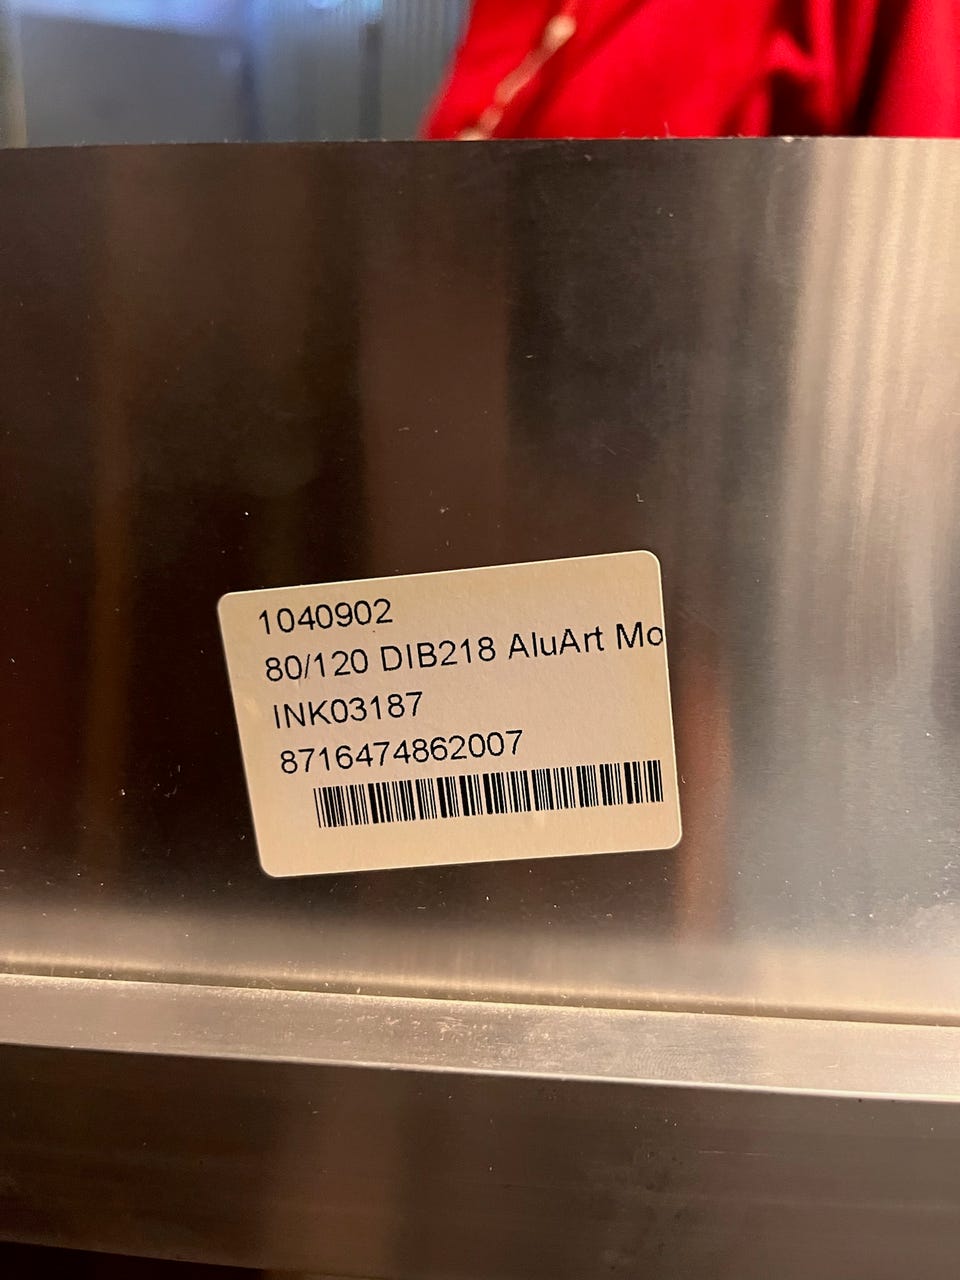 1040902
80/120 DIB218 AluArt Mo
INK03187
8716474862007